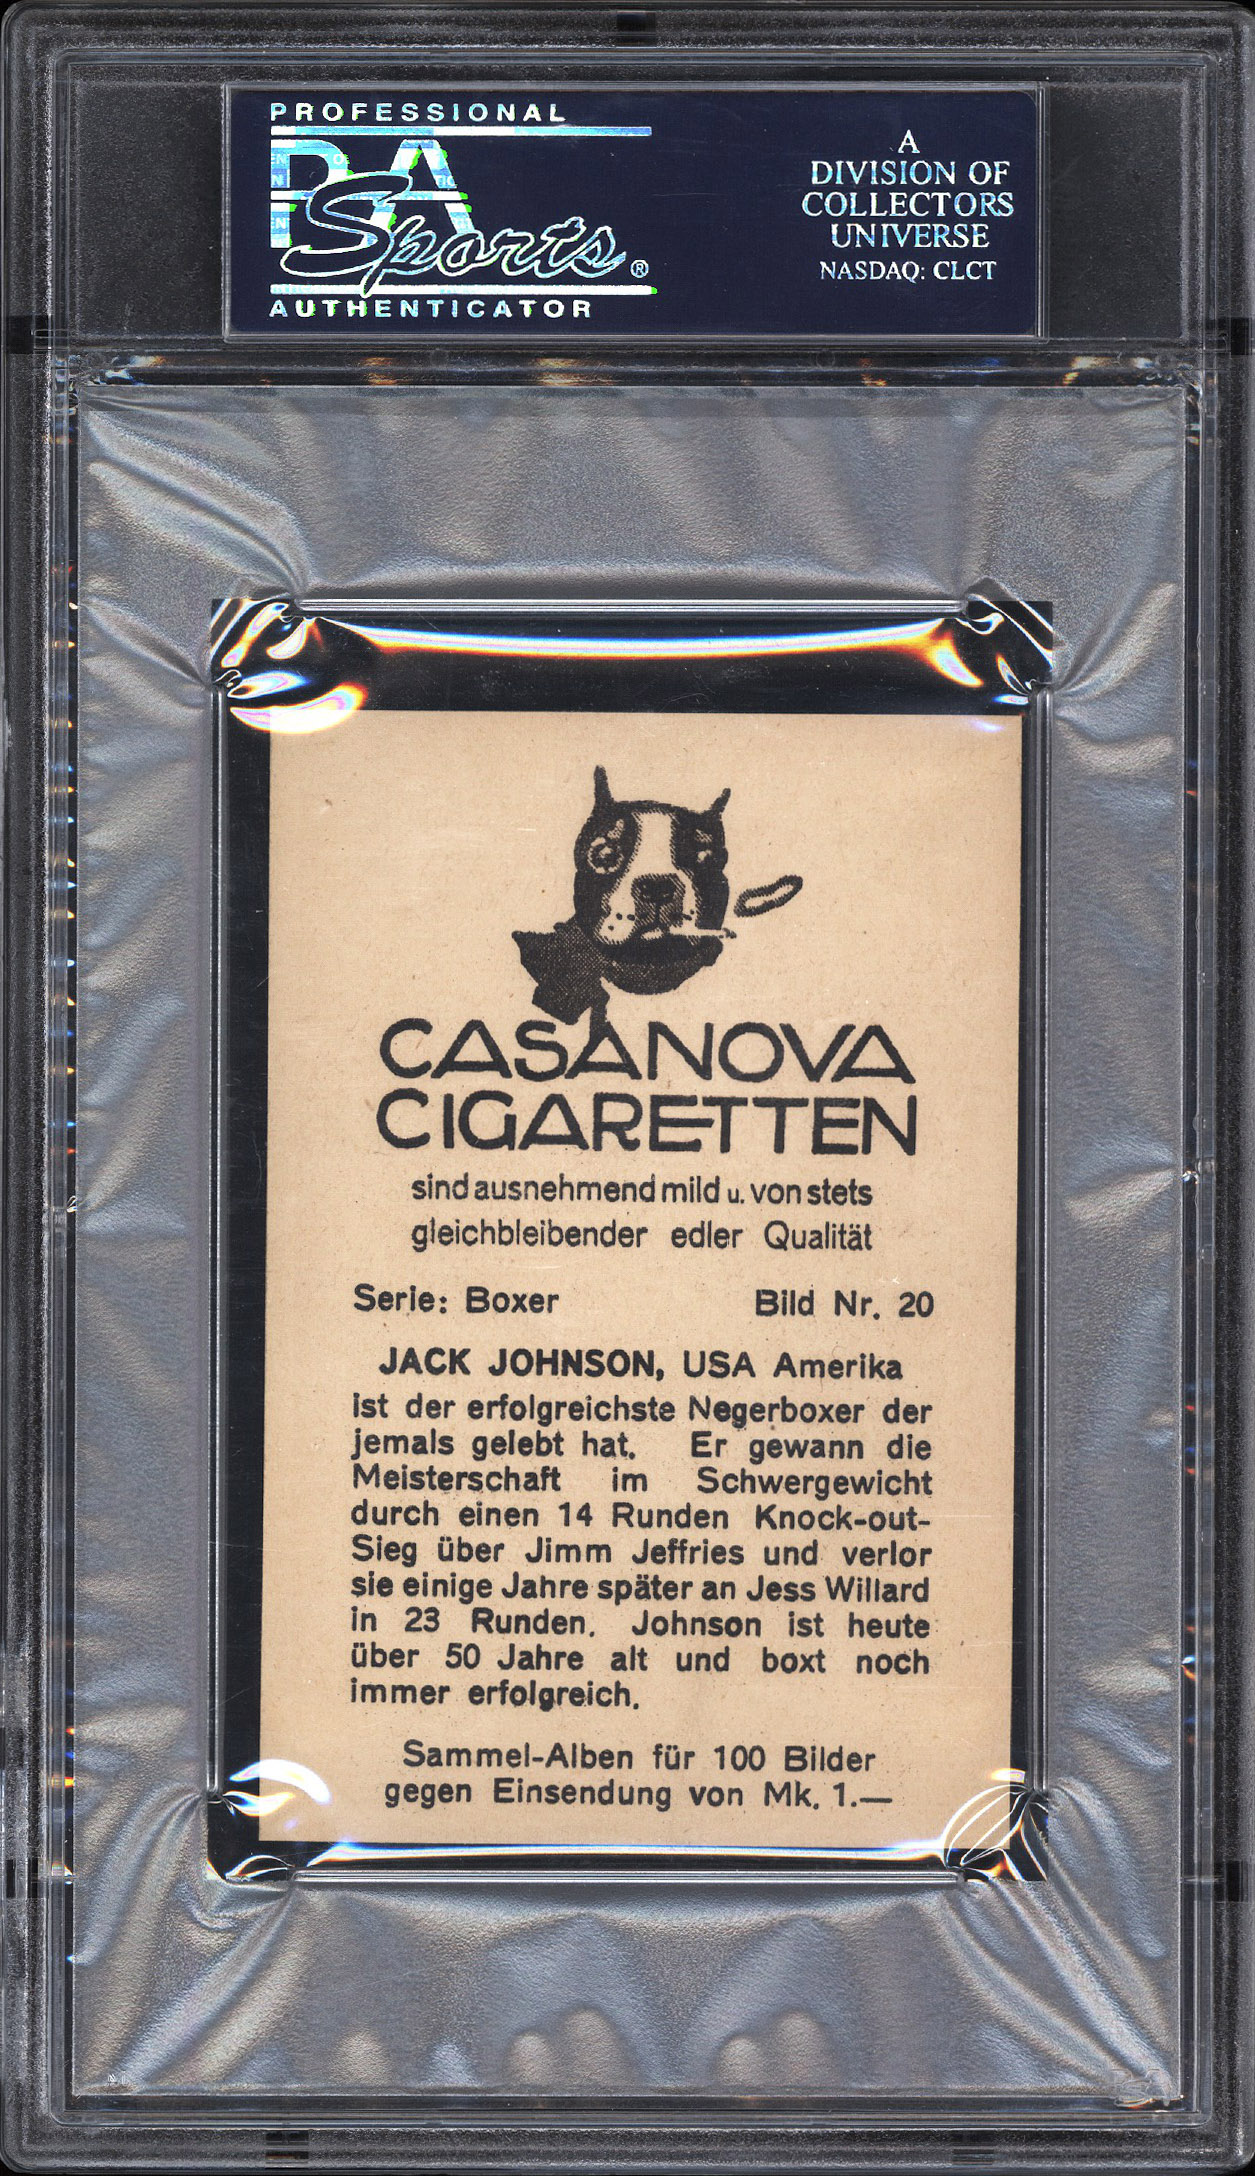 PROFESSIONAL
PSA
Sports®
AUTHENTICATOR
A
DIVISION OF
COLLECTORS
UNIVERSE
NASDAQ: CLCT
CASANOVA
CIGARETTEN
sind ausnehmend mild u. von stets
gleichbleibender edler Qualität
Serie: Boxer Bild Nr. 20
JACK JOHNSON, USA Amerika
ist der erfolgreichste Negerboxer der
jemals gelebt hat. Er gewann die
Meisterschaft im Schwergewicht
durch einen 14 Runden Knock-out-
Sieg über Jimm Jeffries und verlor
sie einige Jahre später an Jess Willard
in 23 Runden. Johnson ist heute
über 50 Jahre alt und boxt noch
immer erfolgreich.
Sammel-Alben für 100 Bilder
gegen Einsendung von Mk. 1.—
PSA